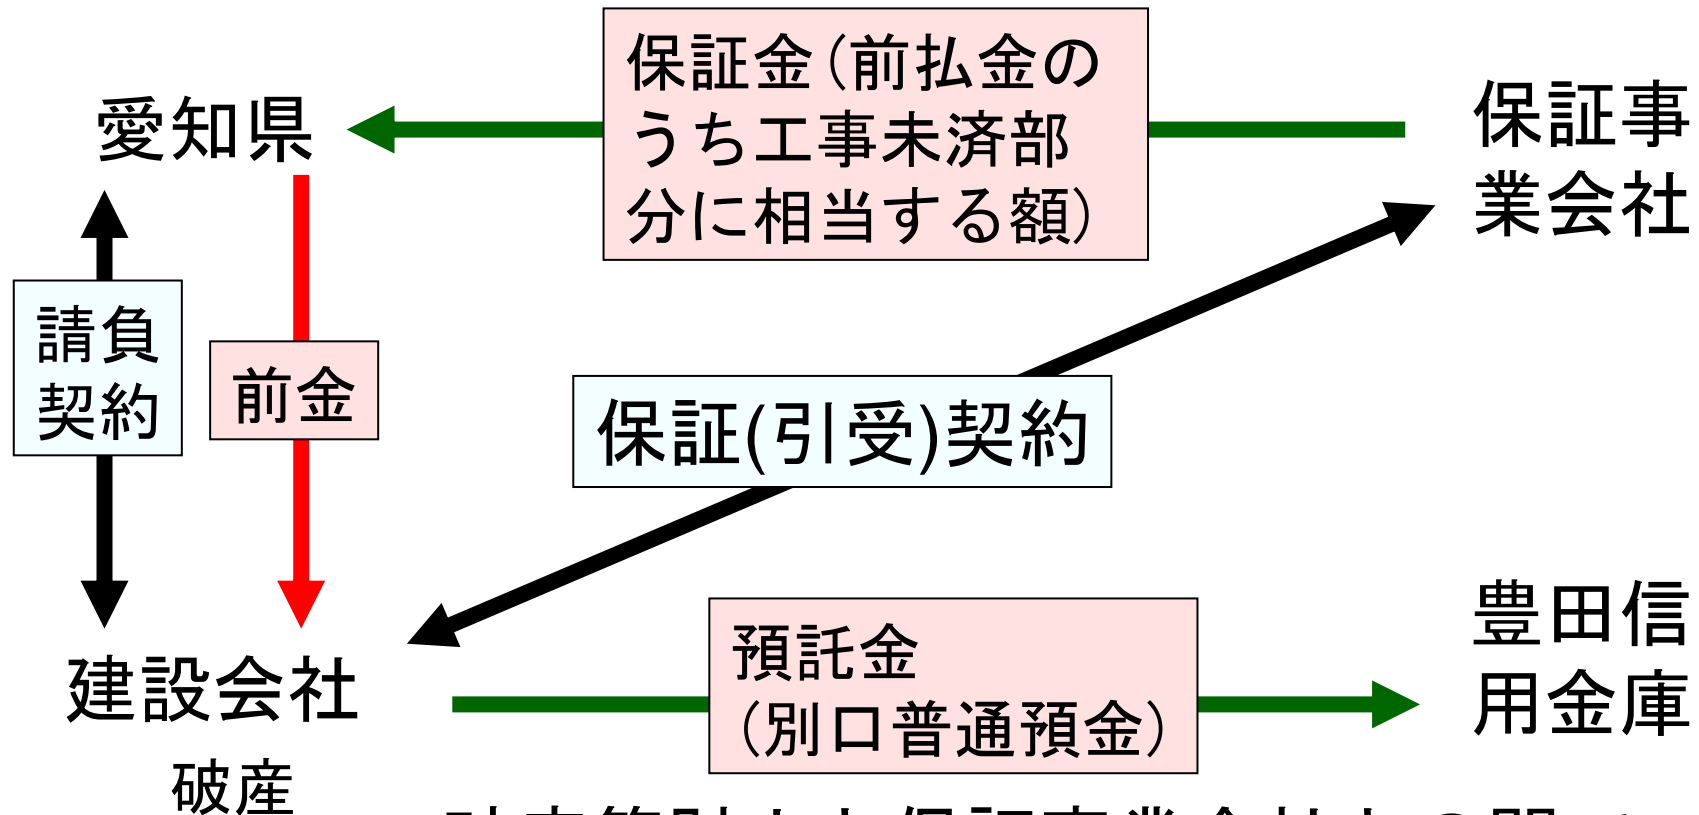 保証金(前払金の
うち工事未済部
分に相当する額)
愛知県
保証事
業会社
請負
契約
前金
保証(引受)契約
建設会社
破産
預託金
(別口普通預金)
豊田信
用金庫